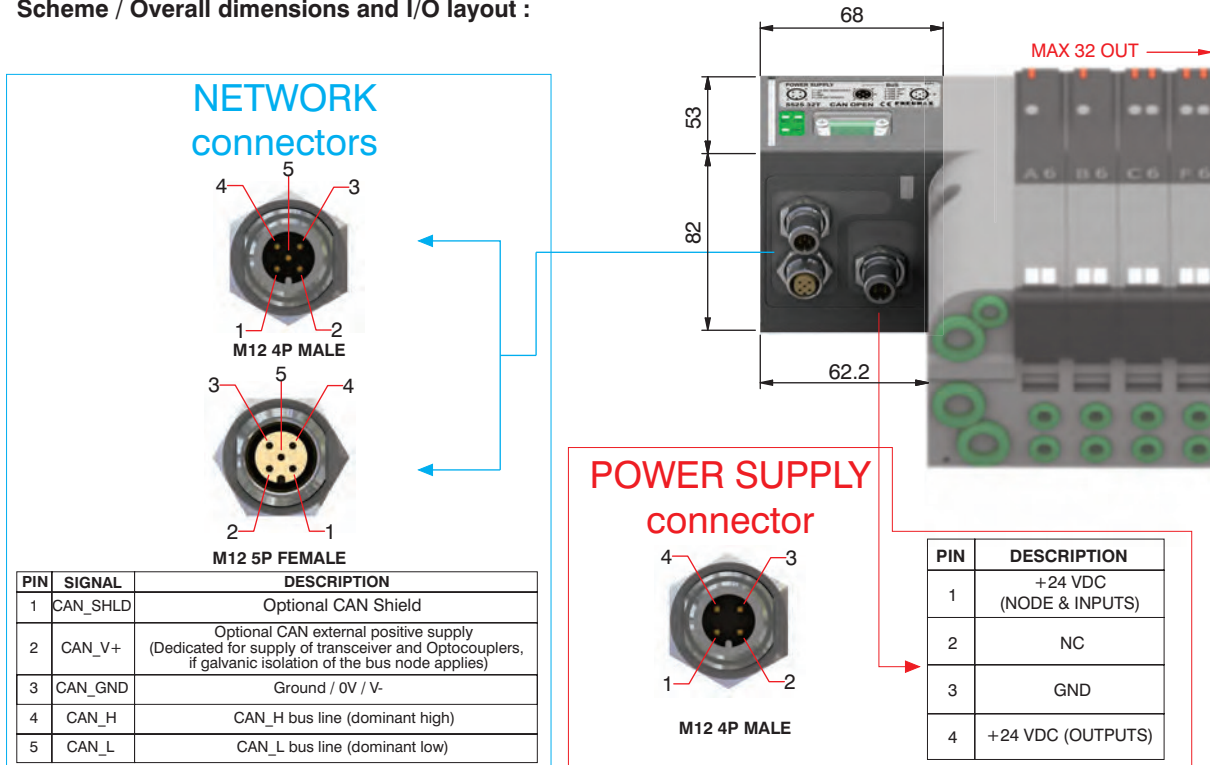 Scheme / Overall dimensions and I/O layout :
68
MAX 32 OUT
53
82
62.2
POWER SUPPLY
BUS
5525.32T CAN OPEN CE PNEUMAX
A 6 B 6 C 6 F 6
NETWORK
connectors
5
4 3
1 2
M12 4P MALE
5
3 4
2 1
M12 5P FEMALE
PIN SIGNAL DESCRIPTION
1 CAN_SHLD Optional CAN Shield
2 CAN_V+ Optional CAN external positive supply
(Dedicated for supply of transceiver and Optocouplers,
if galvanic isolation of the bus node applies)
3 CAN_GND Ground / 0V / V-
4 CAN_H CAN_H bus line (dominant high)
5 CAN_L CAN_L bus line (dominant low)
POWER SUPPLY
connector
4 3
1 2
M12 4P MALE
PIN DESCRIPTION
1 +24 VDC
(NODE & INPUTS)
2 NC
3 GND
4 +24 VDC (OUTPUTS)